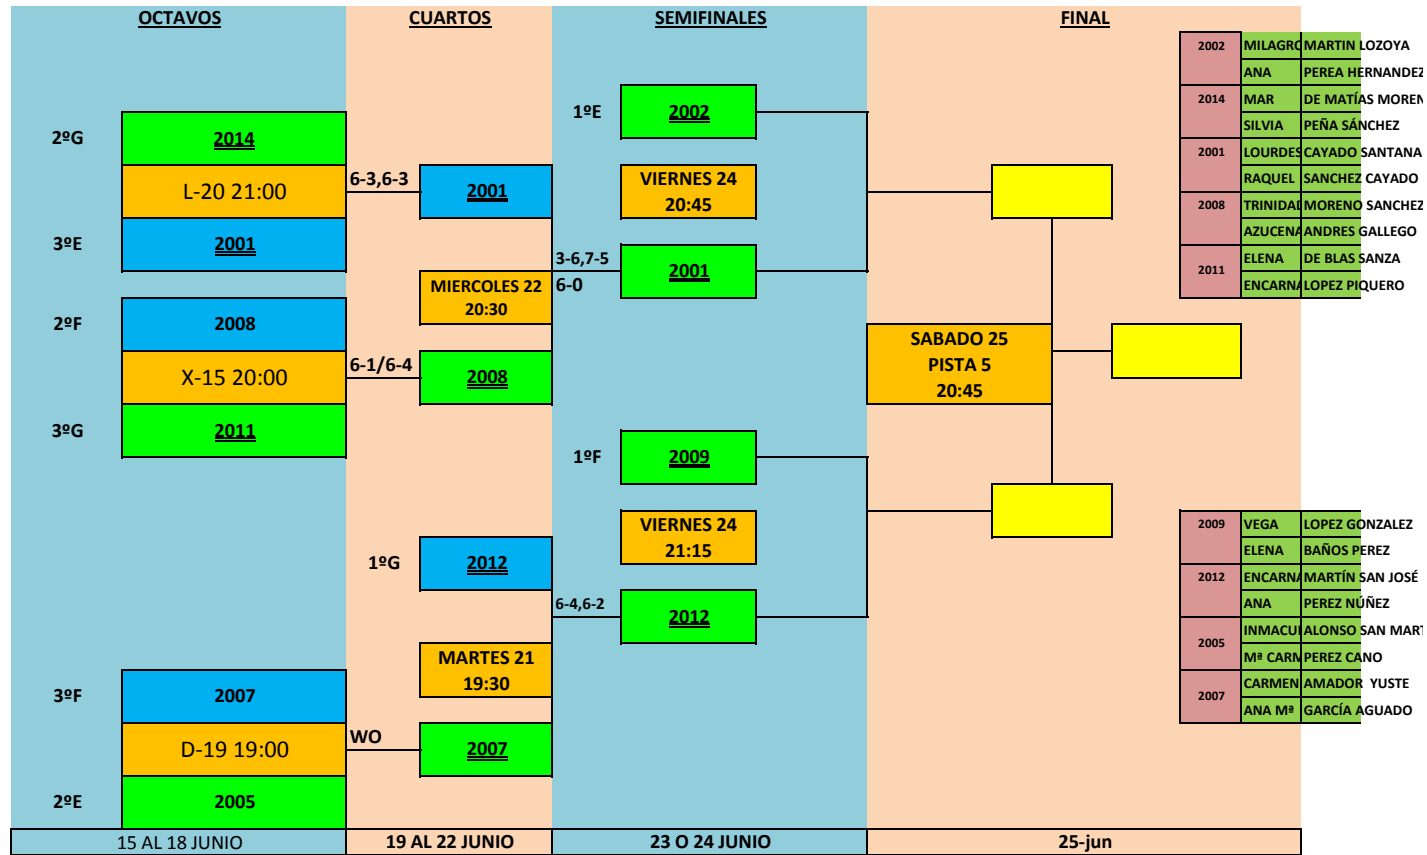 OCTAVOS
CUARTOS
SEMIFINALES
FINAL
2ºG
2014
L-20 21:00
3ºE
2001
6-3,6-3
2001
2ºF
2008
X-15 20:00
3ºG
2011
6-1/6-4
2008
MIERCOLES 22
20:30
3-6,7-5
6-0
1ºE
2002
VIERNES 24
20:45
2001
SABADO 25
PISTA 5
20:45
1ºF
2009
VIERNES 24
21:15
2012
1ºG
2012
6-4,6-2
MARTES 21
19:30
3ºF
2007
D-19 19:00
2ºE
2005
WO
2007
2002 MILAGRO MARTIN LOZOYA
ANA PEREA HERNANDEZ
2014 MAR DE MATÍAS MOREN
SILVIA PEÑA SÁNCHEZ
2001 LOURDES CAYADO SANTANA
RAQUEL SANCHEZ CAYADO
2008 TRINIDAD MORENO SANCHEZ
AZUCENA ANDRES GALLEGO
2011 ELENA DE BLAS SANZA
ENCARNA LOPEZ PIQUERO
2009 VEGA LOPEZ GONZALEZ
ELENA BAÑOS PEREZ
2012 ENCARNA MARTÍN SAN JOSÉ
ANA PEREZ NÚÑEZ
2005 INMACUL ALONSO SAN MART
Mª CARM PEREZ CANO
2007 CARMEN AMADOR YUSTE
ANA Mª GARCÍA AGUADO
15 AL 18 JUNIO
19 AL 22 JUNIO
23 O 24 JUNIO
25-jun